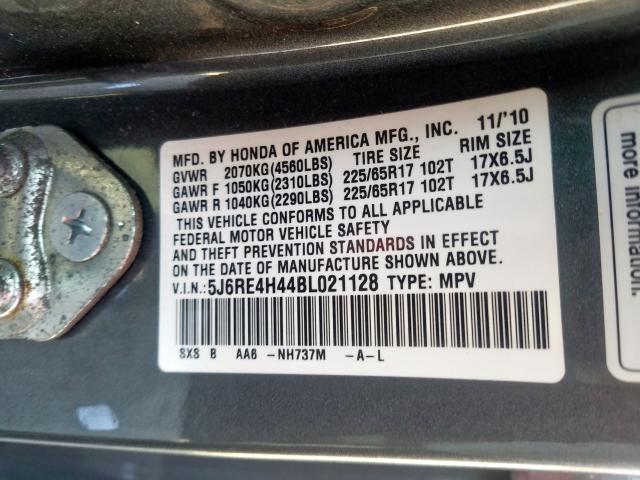 MFD. BY HONDA OF AMERICA MFG., INC. 11/'10
GVWR 2070KG(4560LBS) TIRE SIZE RIM SIZE
GAWR F 1050KG(2310LBS) 225/65R17 102T 17X6.5J
GAWR R 1040KG(2290LBS) 225/65R17 102T 17X6.5J
THIS VEHICLE CONFORMS TO ALL APPLICABLE
FEDERAL MOTOR VEHICLE SAFETY
AND THEFT PREVENTION STANDARDS IN EFFECT
ON THE DATE OF MANUFACTURE SHOWN ABOVE.
V.I.N.: 5J6RE4H44BL021128 TYPE: MPV
SXS B AA6 -NH737M -A-L
more